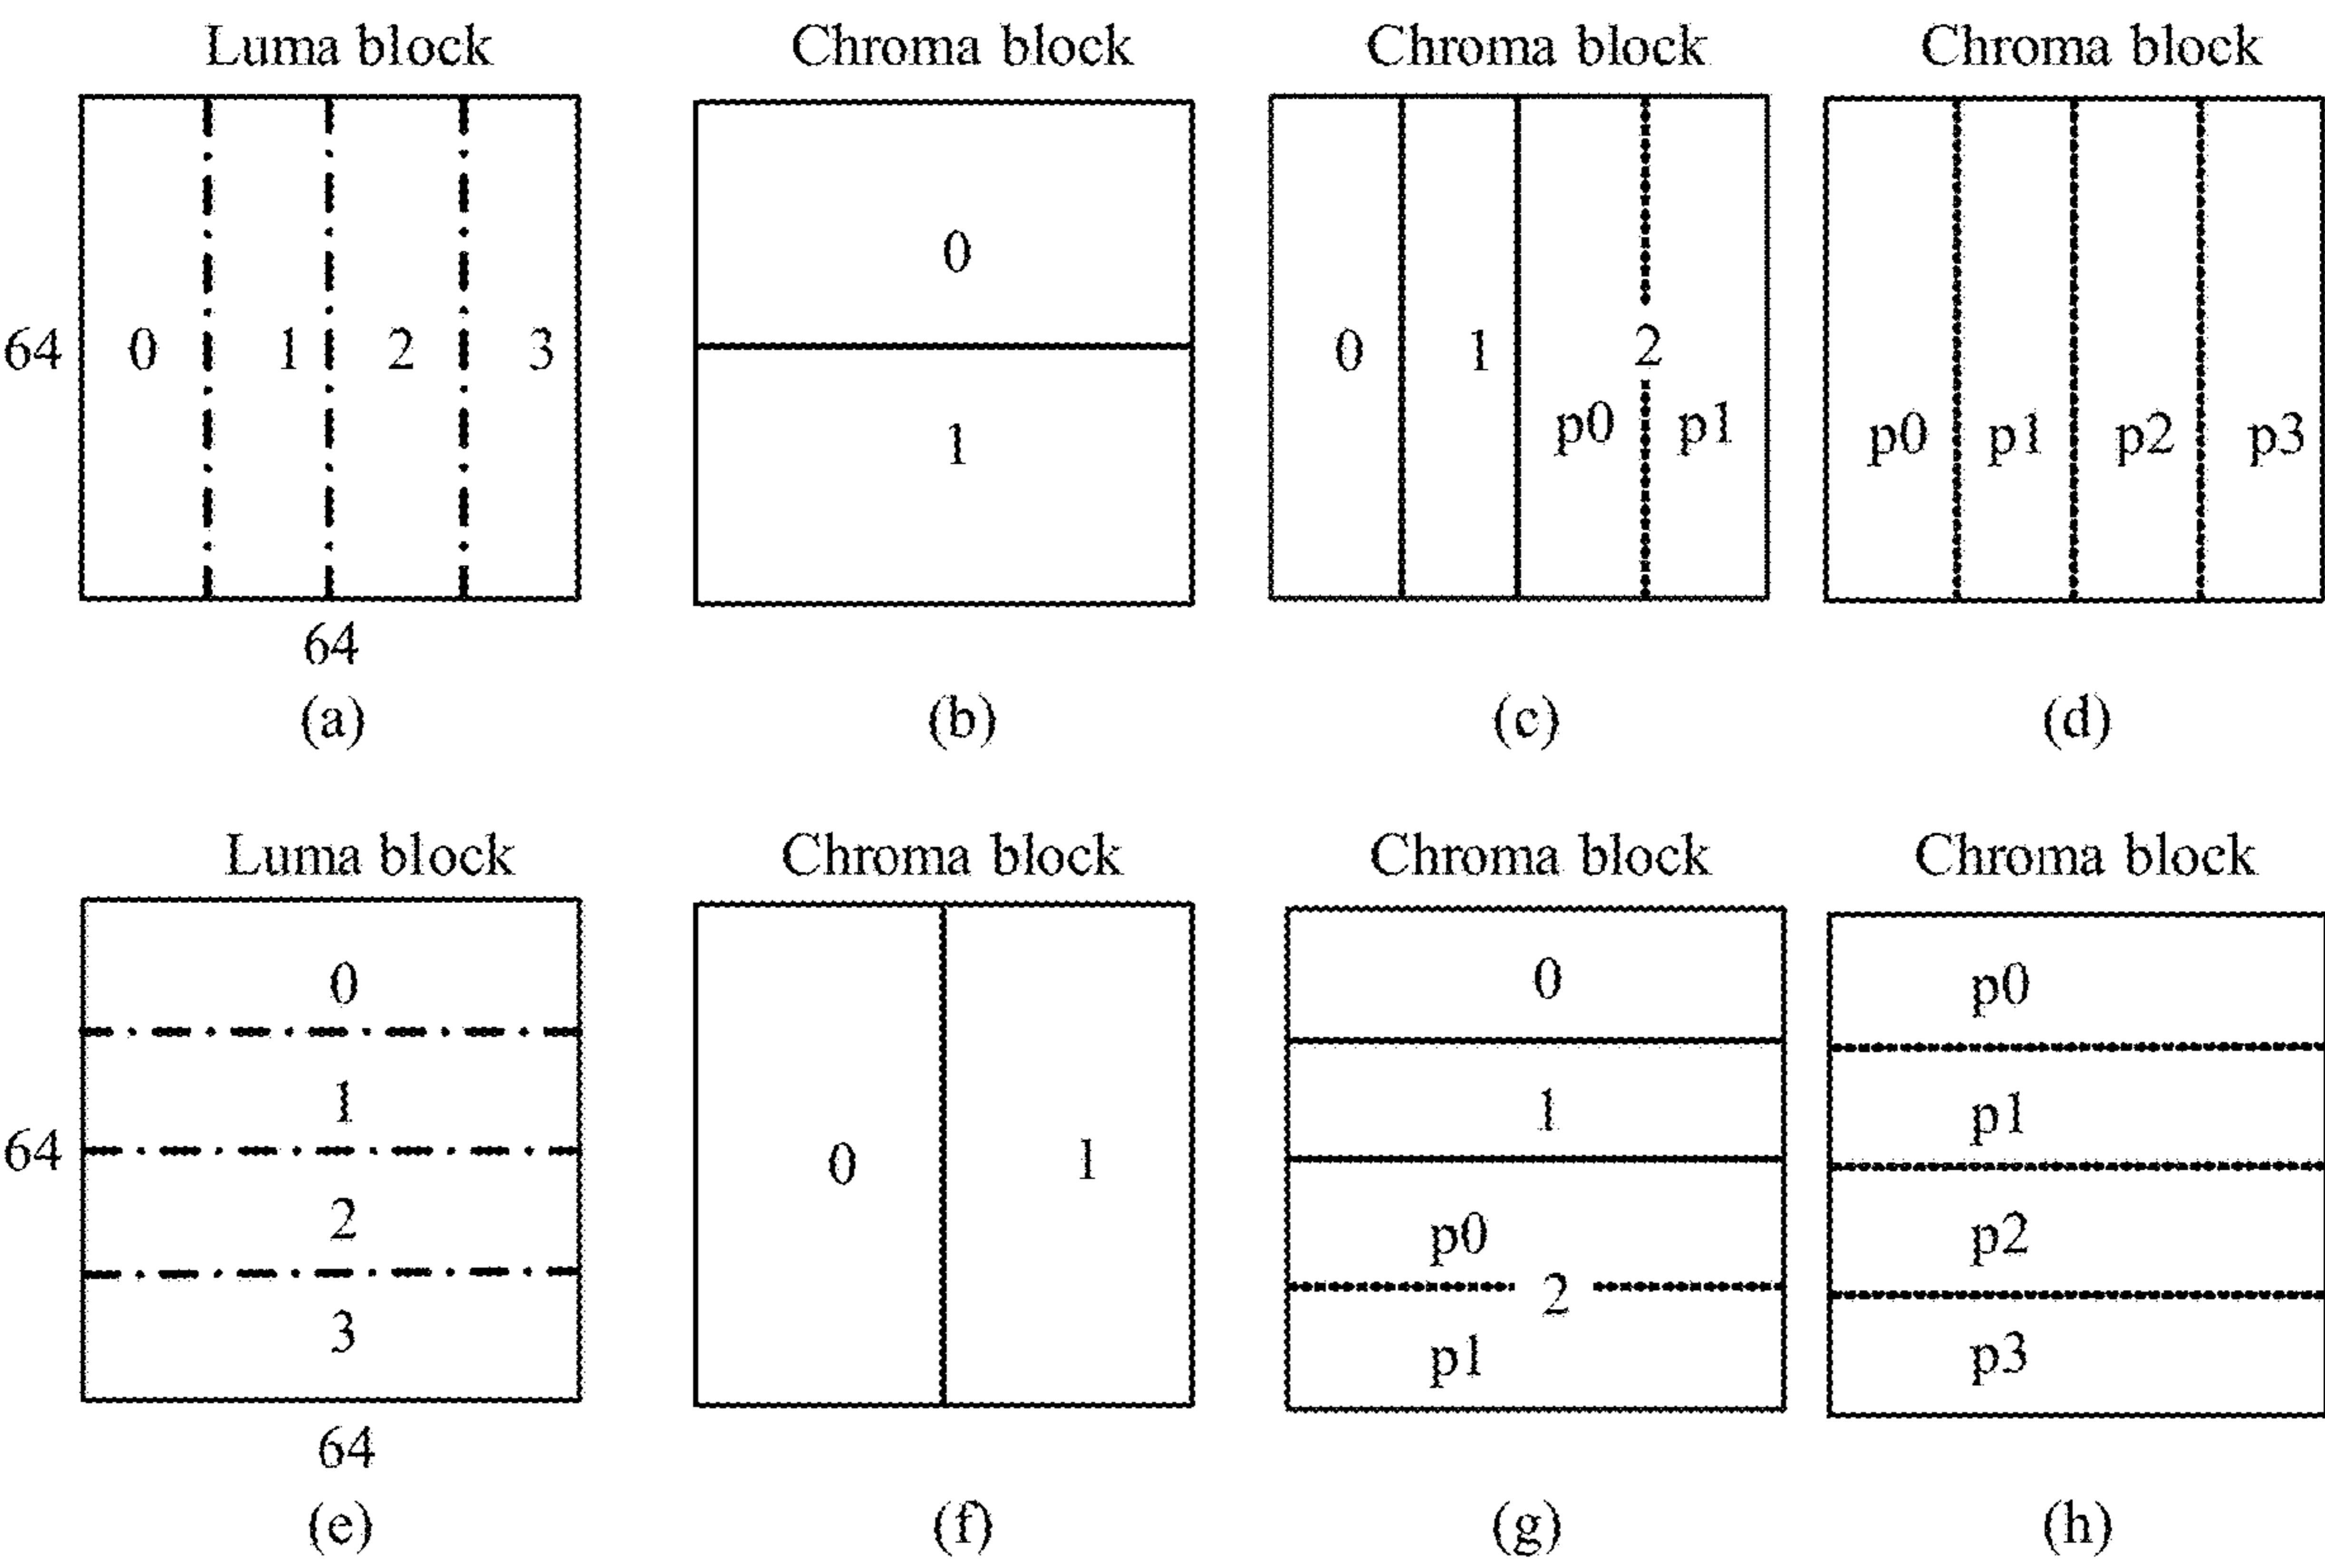 Luma block
64
0
1
2
3
64
(a)
Chroma block
0
1
(b)
Chroma block
0
1
2
p0
p1
(c)
Chroma block
p0
p1
p2
p3
(d)
Luma block
0
1
64
2
3
64
(e)
Chroma block
0
1
(f)
Chroma block
0
1
p0
2
p1
(g)
Chroma block
p0
p1
p2
p3
(h)